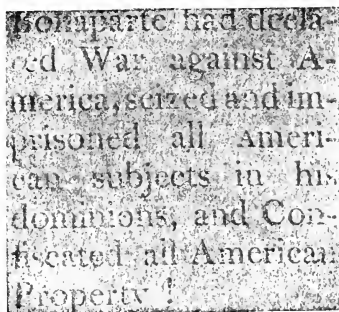 Bonaparte had decla-
red War against A-
merica, seized and im-
prisoned all Ameri-
can subjects in his
dominions, and Con-
fiscated all American
Property !